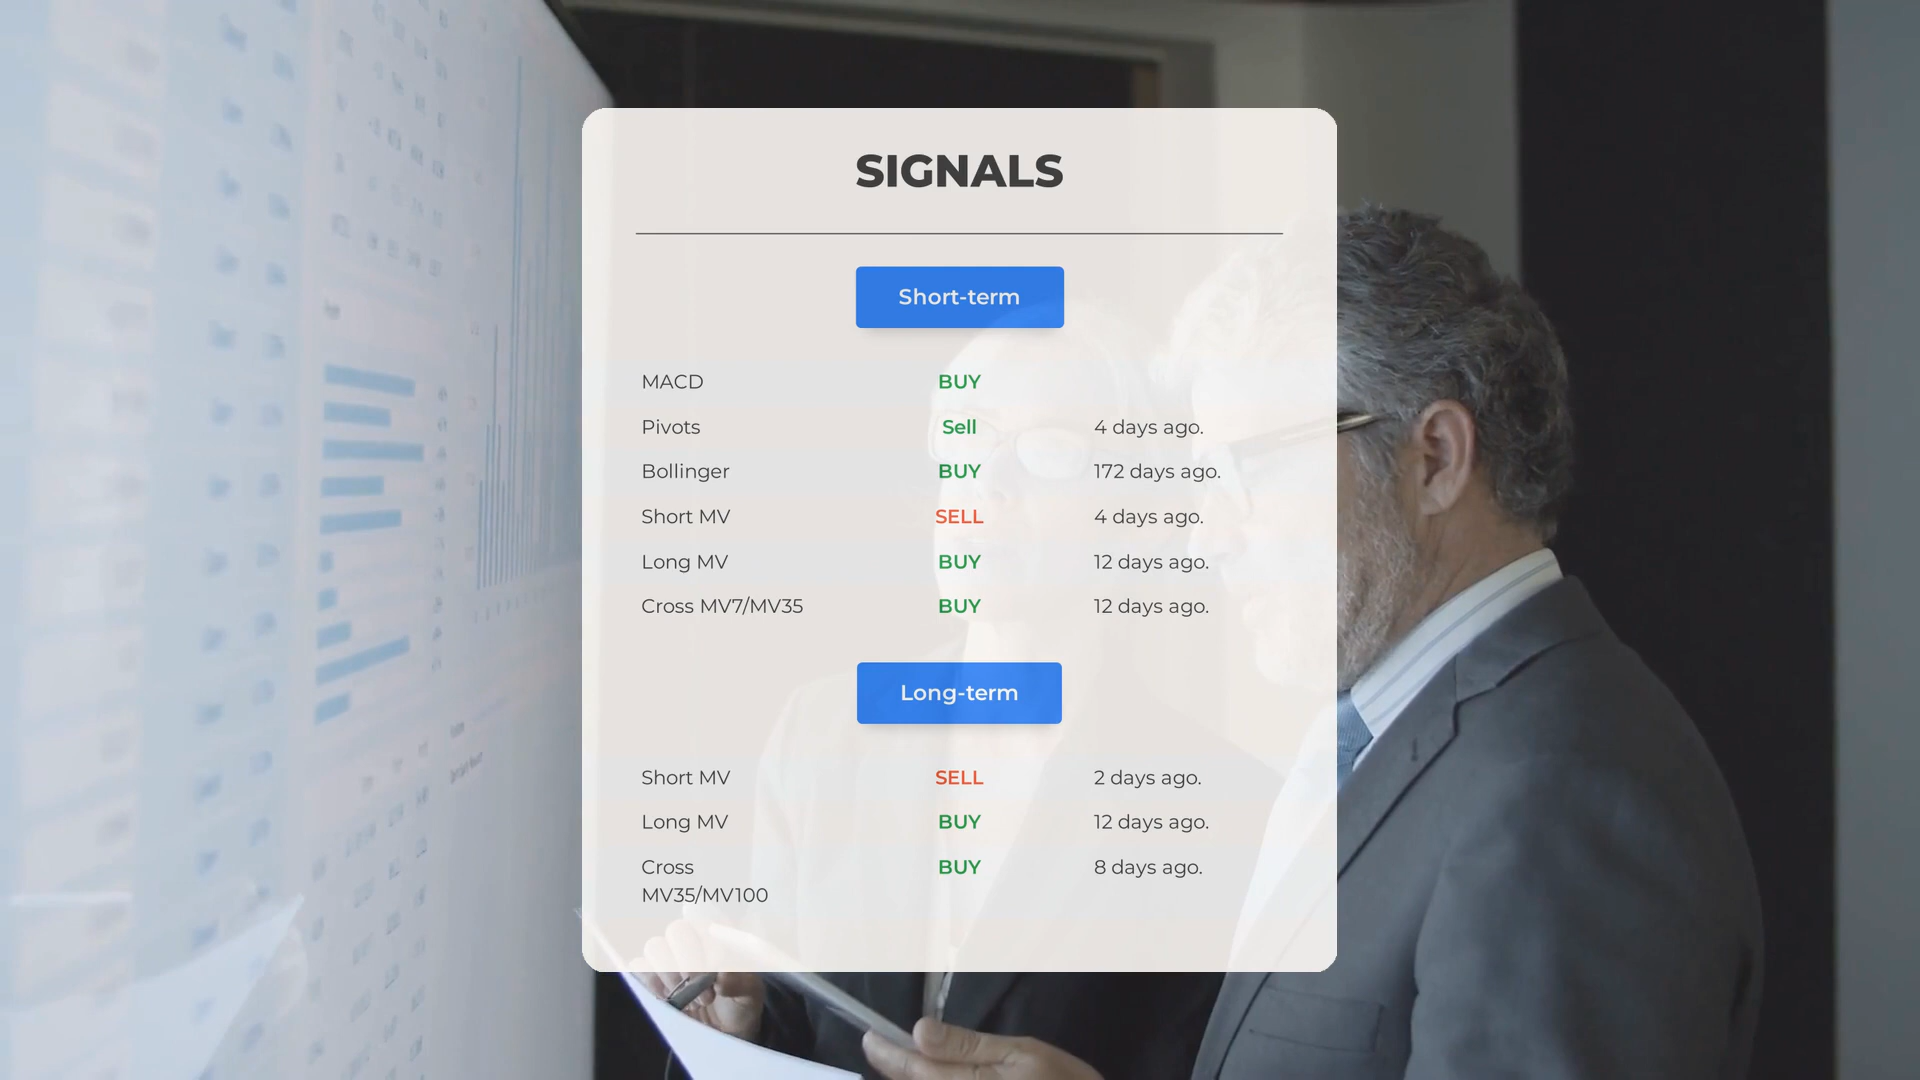 SIGNALS
Short-term
MACD BUY
Pivots Sell 4 days ago.
Bollinger BUY 172 days ago.
Short MV SELL 4 days ago.
Long MV BUY 12 days ago.
Cross MV7/MV35 BUY 12 days ago.
Long-term
Short MV SELL 2 days ago.
Long MV BUY 12 days ago.
Cross BUY 8 days ago.
MV35/MV100